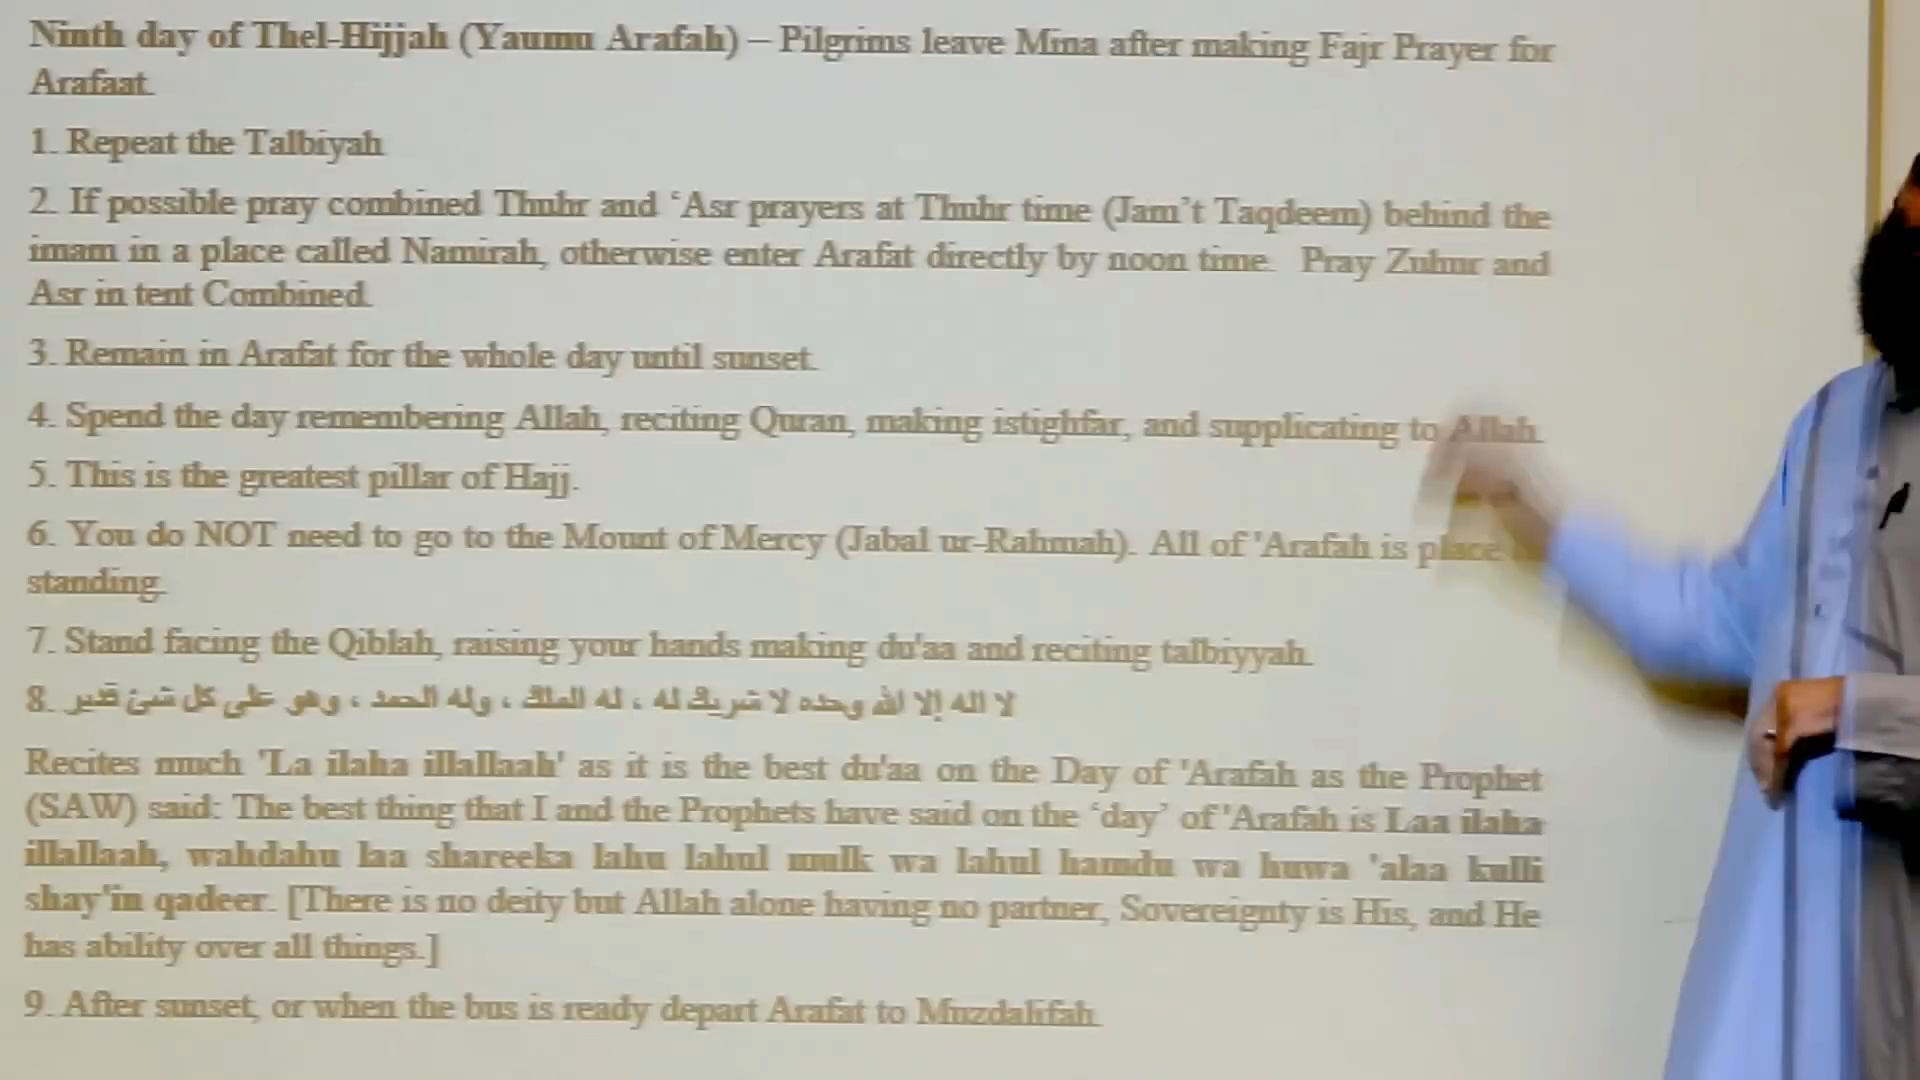 Ninth day of Thel-Hijjah (Yaumu Arafah) – Pilgrims leave Mina after making Fajr Prayer for
Arafaat.
1. Repeat the Talbiyah
2. If possible pray combined Thuhr and ‘Asr prayers at Thuhr time (Jam’t Taqdeem) behind the
imam in a place called Namirah, otherwise enter Arafat directly by noon time. Pray Zuhur and
Asr in tent Combined.
3. Remain in Arafat for the whole day until sunset.
4. Spend the day remembering Allah, reciting Quran, making istighfar, and supplicating to Allah.
5. This is the greatest pillar of Hajj.
6. You do NOT need to go to the Mount of Mercy (Jabal ur-Rahmah). All of 'Arafah is place
standing.
7. Stand facing the Qiblah, raising your hands making du'aa and reciting talbiyyah.
8. لا اله إلا الله وحده لا شريك له ، له الملك ، وله الحمد ، وهو على كل شئ قدير
Recites much 'La ilaha illallaah' as it is the best du'aa on the Day of 'Arafah as the Prophet
(SAW) said: The best thing that I and the Prophets have said on the ‘day’ of 'Arafah is Laa ilaha
illallaah, wahdahu laa shareeka lahu lahul mulk wa lahul hamdu wa huwa 'alaa kulli
shay'in qadeer. [There is no deity but Allah alone having no partner, Sovereignty is His, and He
has ability over all things.]
9. After sunset, or when the bus is ready depart Arafat to Muzdalifah.